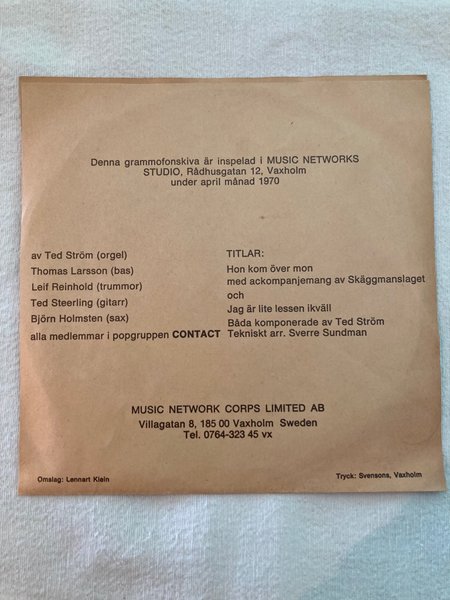 Denna grammofonskiva är inspelad i MUSIC NETWORKS
STUDIO, Rådhusgatan 12, Vaxholm
under april månad 1970
av Ted Ström (orgel)
Thomas Larsson (bas)
Leif Reinhold (trummor)
Ted Steerling (gitarr)
Björn Holmsten (sax)
alla medlemmar i popgruppen CONTACT
TITLAR:
Hon kom över mon
med ackompanjemang av Skäggmanslaget
och
Jag är lite lessen ikväll
Båda komponerade av Ted Ström
Tekniskt arr. Sverre Sundman
MUSIC NETWORK CORPS LIMITED AB
Villagatan 8, 185 00 Vaxholm Sweden
Tel. 0764-323 45 vx
Omslag: Lennart Klein
Tryck: Svensons, Vaxholm